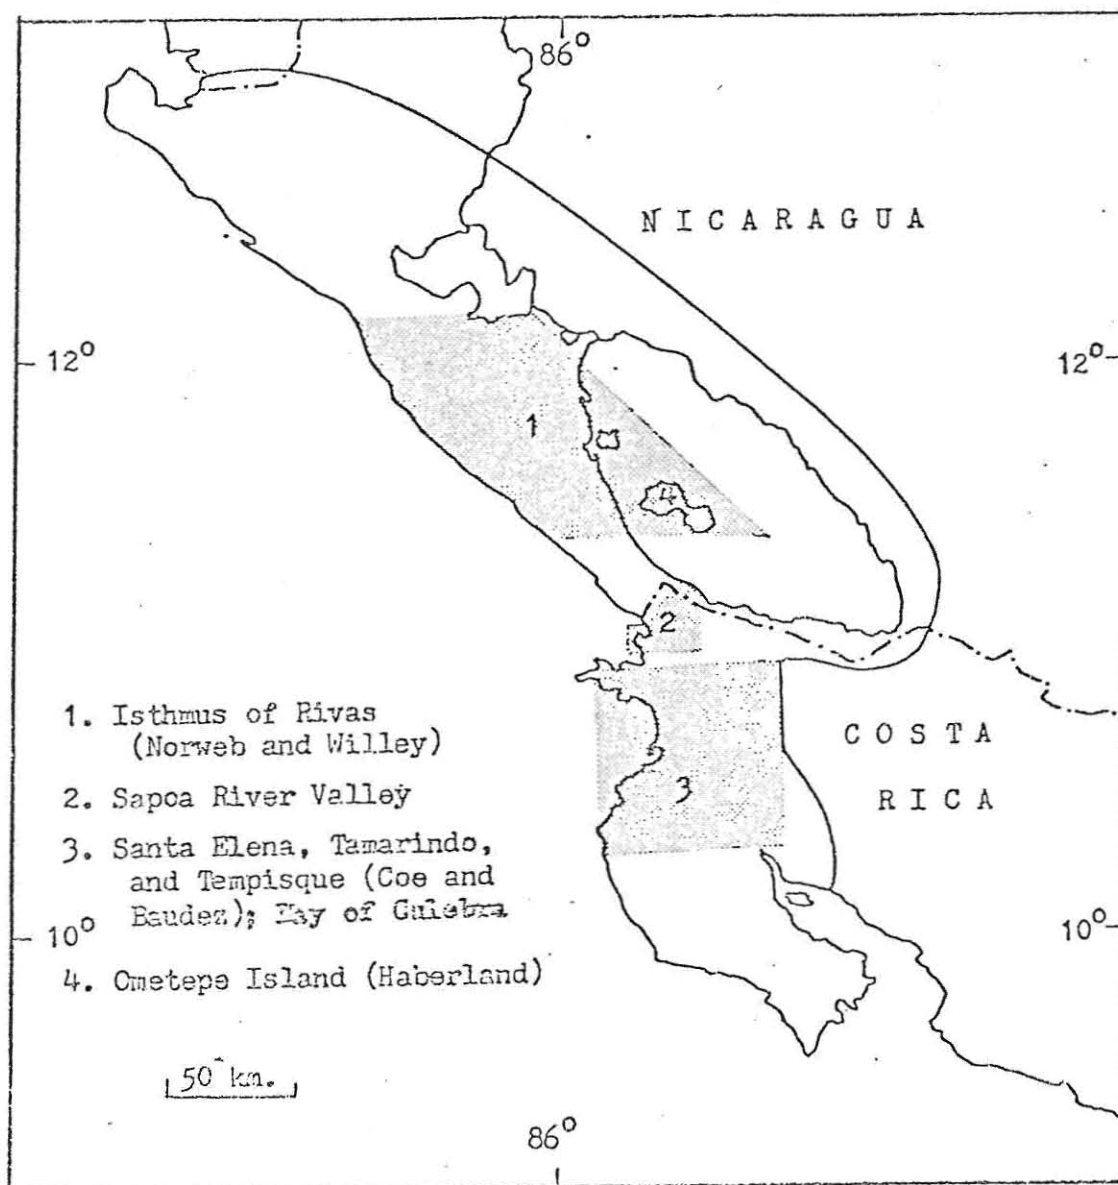 86°
NICARAGUA
12°
12°
1
4
2
3
1. Isthmus of Rivas
(Norweb and Willey)
2. Sapoa River Valley
3. Santa Elena, Tamarindo,
and Tempisque (Coe and
Baudez); Bay of Culebra
4. Ometepe Island (Haberland)
COSTA
RICA
10°
10°
50 km.
86°